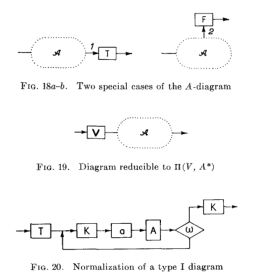 F
𝒜 1 T 2 𝒜
FIG. 18a-b. Two special cases of the A-diagram
V 𝒜
FIG. 19. Diagram reducible to Π(V, A*)
K
T K a A ω
FIG. 20. Normalization of a type I diagram